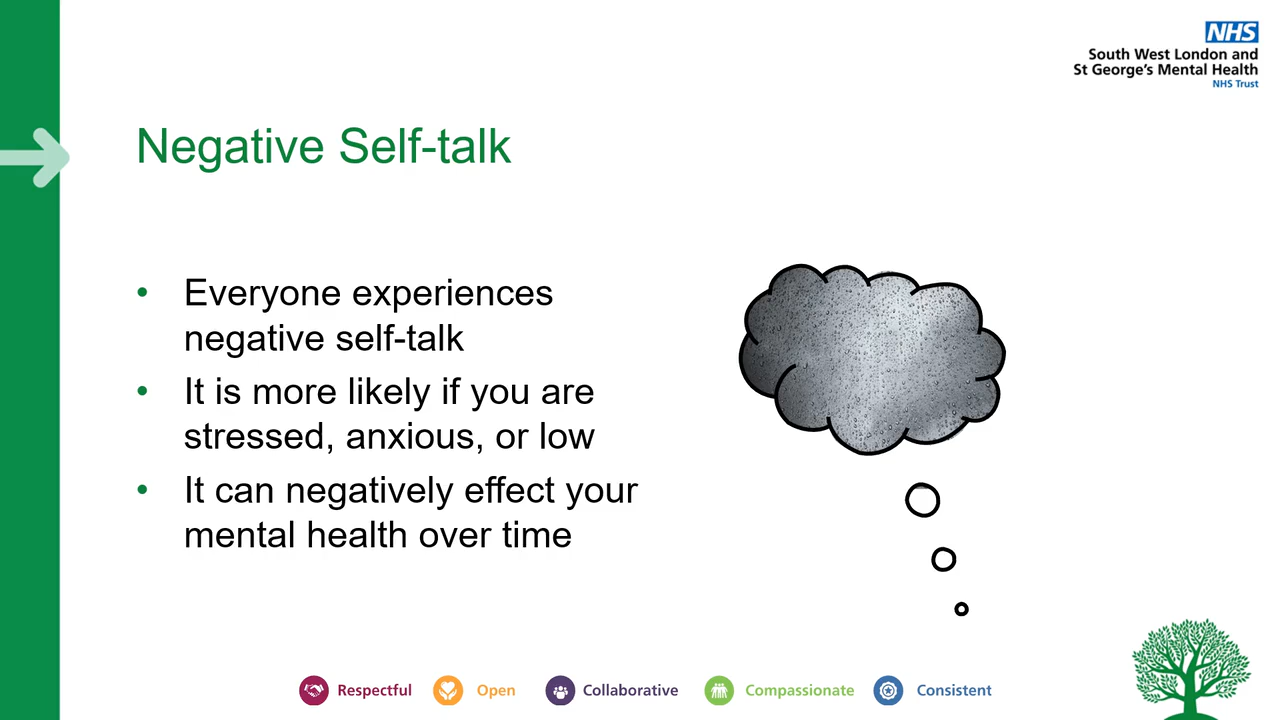 NHS
South West London and
St George's Mental Health
NHS Trust
Negative Self-talk
• Everyone experiences
negative self-talk
• It is more likely if you are
stressed, anxious, or low
• It can negatively effect your
mental health over time
Respectful Open Collaborative Compassionate Consistent